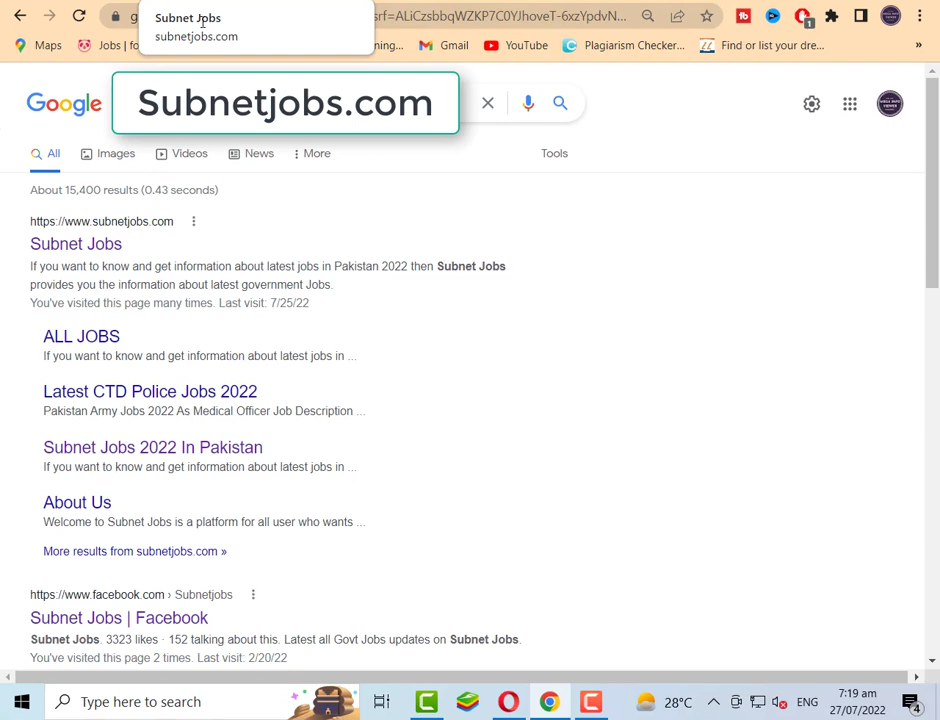 Subnet Jobs
subnetjobs.com
srf=ALiCzsbbqWZKP7C0YJhoveT-6xzYpdvN...
1
Maps
Jobs | fo
ning...
Gmail
YouTube
Plagiarism Checker...
Find or list your dre...
»
Google
Subnetjobs.com
All
Images
Videos
News
More
Tools
About 15,400 results (0.43 seconds)
https://www.subnetjobs.com
Subnet Jobs
If you want to know and get information about latest jobs in Pakistan 2022 then Subnet Jobs
provides you the information about latest government Jobs.
You've visited this page many times. Last visit: 7/25/22
ALL JOBS
If you want to know and get information about latest jobs in ...
Latest CTD Police Jobs 2022
Pakistan Army Jobs 2022 As Medical Officer Job Description ...
Subnet Jobs 2022 In Pakistan
If you want to know and get information about latest jobs in ...
About Us
Welcome to Subnet Jobs is a platform for all user who wants ...
More results from subnetjobs.com »
https://www.facebook.com › Subnetjobs
Subnet Jobs | Facebook
Subnet Jobs. 3323 likes · 152 talking about this. Latest all Govt Jobs updates on Subnet Jobs.
You've visited this page 2 times. Last visit: 2/20/22
Type here to search
28°C
ENG
7:19 am
27/07/2022
4